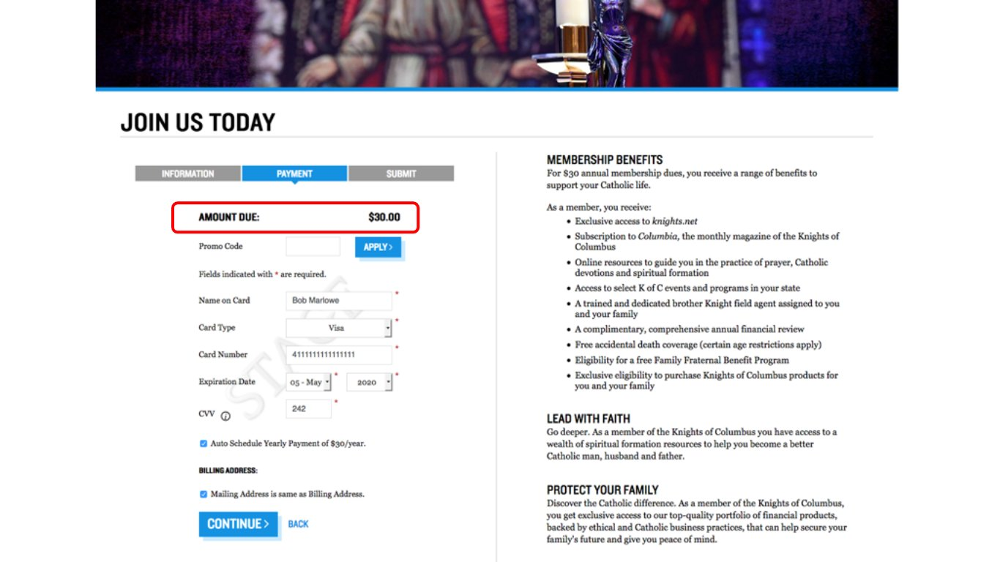 JOIN US TODAY
INFORMATION
PAYMENT
SUBMIT
AMOUNT DUE:
$30.00
Promo Code
APPLY >
Fields indicated with * are required.
Name on Card
Bob Marlowe
*
Card Type
Visa
*
Card Number
4111111111111111
*
Expiration Date
05 - May
*
2020
*
CVV
i
242
*
STAGE
Auto Schedule Yearly Payment of $30/year.
BILLING ADDRESS:
Mailing Address is same as Billing Address.
CONTINUE >
BACK
MEMBERSHIP BENEFITS
For $30 annual membership dues, you receive a range of benefits to
support your Catholic life.
As a member, you receive:
• Exclusive access to knights.net
• Subscription to Columbia, the monthly magazine of the Knights of
Columbus
• Online resources to guide you in the practice of prayer, Catholic
devotions and spiritual formation
• Access to select K of C events and programs in your state
• A trained and dedicated brother Knight field agent assigned to you
and your family
• A complimentary, comprehensive annual financial review
• Free accidental death coverage (certain age restrictions apply)
• Eligibility for a free Family Fraternal Benefit Program
• Exclusive eligibility to purchase Knights of Columbus products for
you and your family
LEAD WITH FAITH
Go deeper. As a member of the Knights of Columbus you have access to a
wealth of spiritual formation resources to help you become a better
Catholic man, husband and father.
PROTECT YOUR FAMILY
Discover the Catholic difference. As a member of the Knights of Columbus,
you get exclusive access to our top-quality portfolio of financial products,
backed by ethical and Catholic business practices, that can help secure your
family's future and give you peace of mind.